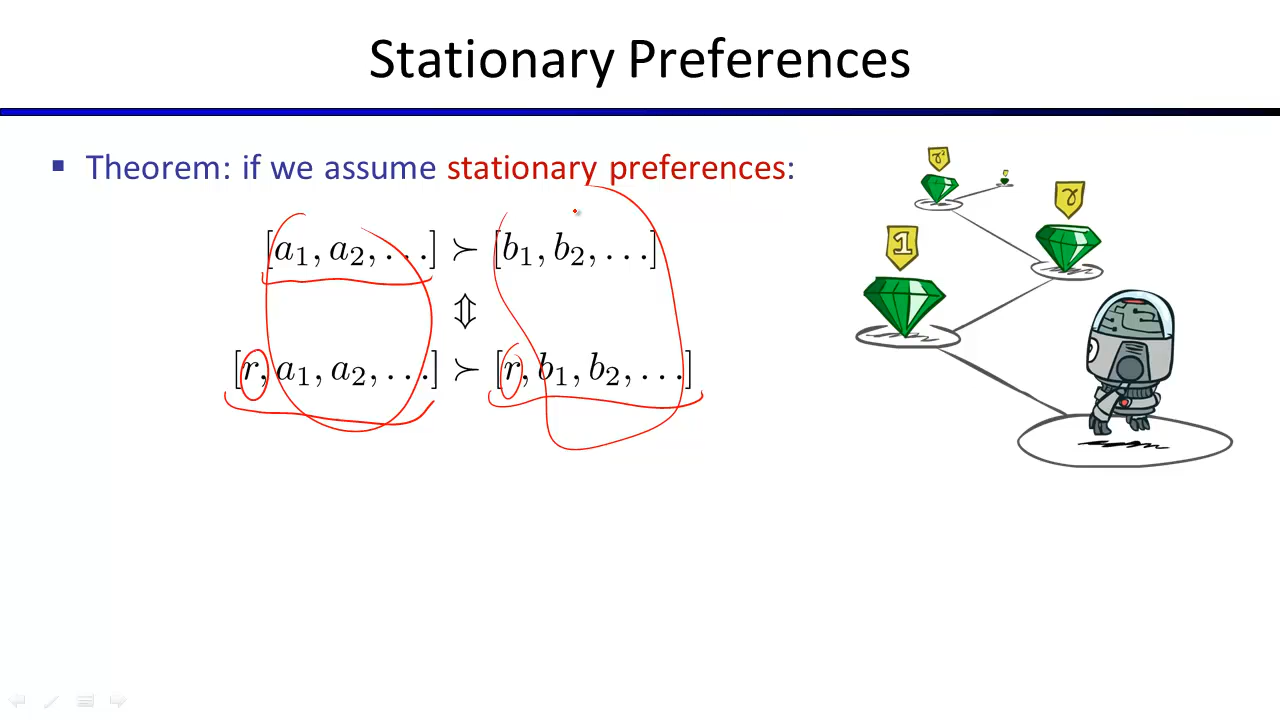 Stationary Preferences
▪ Theorem: if we assume stationary preferences:
[a₁, a₂, . . .] ≻ [b₁, b₂, . . .]
⇕
[r, a₁, a₂, . . .] ≻ [r, b₁, b₂, . . .]
γ²
γ
1